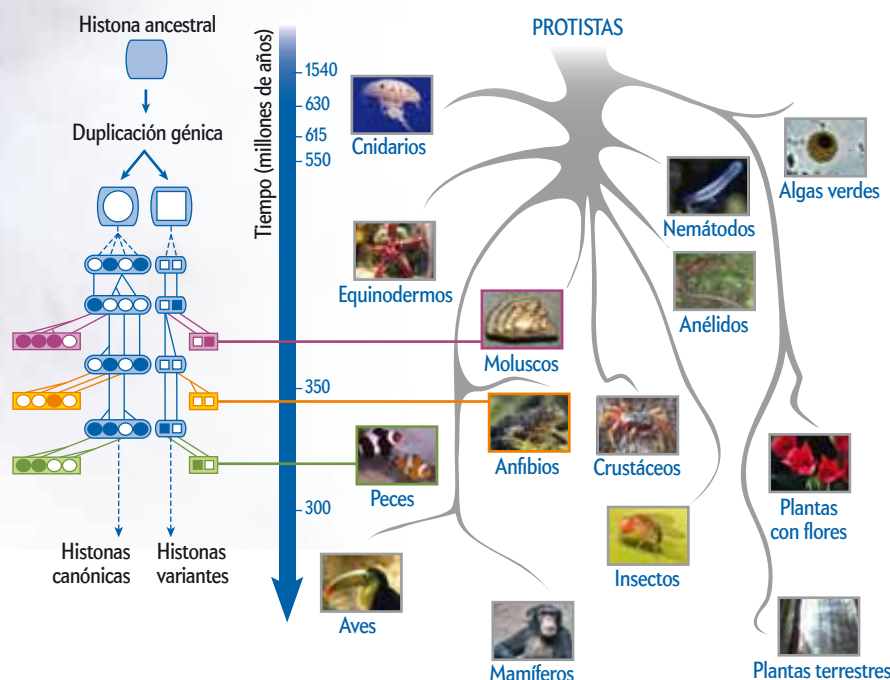 Histona ancestral
Duplicación génica
Histonas
canónicas
Histonas
variantes
Tiempo (millones de años)
1540
630
615
550
350
300
PROTISTAS
Cnidarios
Algas verdes
Nemátodos
Equinodermos
Anélidos
Moluscos
Anfibios
Crustáceos
Peces
Plantas
con flores
Insectos
Aves
Mamíferos
Plantas terrestres